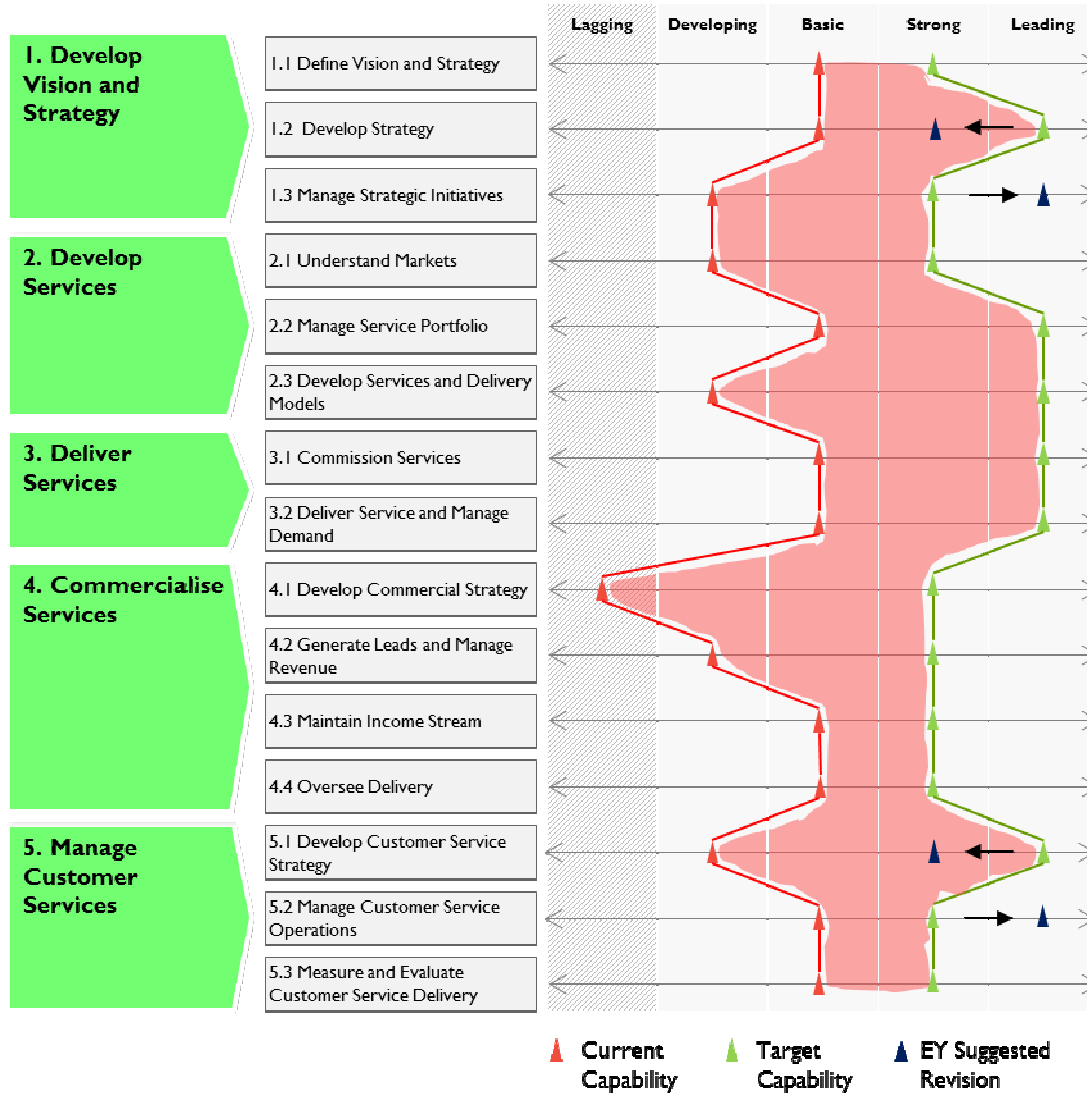 Lagging
Developing
Basic
Strong
Leading
1. Develop
Vision and
Strategy
1.1 Define Vision and Strategy
1.2 Develop Strategy
1.3 Manage Strategic Initiatives
2. Develop
Services
2.1 Understand Markets
2.2 Manage Service Portfolio
2.3 Develop Services and Delivery
Models
3. Deliver
Services
3.1 Commission Services
3.2 Deliver Service and Manage
Demand
4. Commercialise
Services
4.1 Develop Commercial Strategy
4.2 Generate Leads and Manage
Revenue
4.3 Maintain Income Stream
4.4 Oversee Delivery
5. Manage
Customer
Services
5.1 Develop Customer Service
Strategy
5.2 Manage Customer Service
Operations
5.3 Measure and Evaluate
Customer Service Delivery
Current
Capability
Target
Capability
EY Suggested
Revision